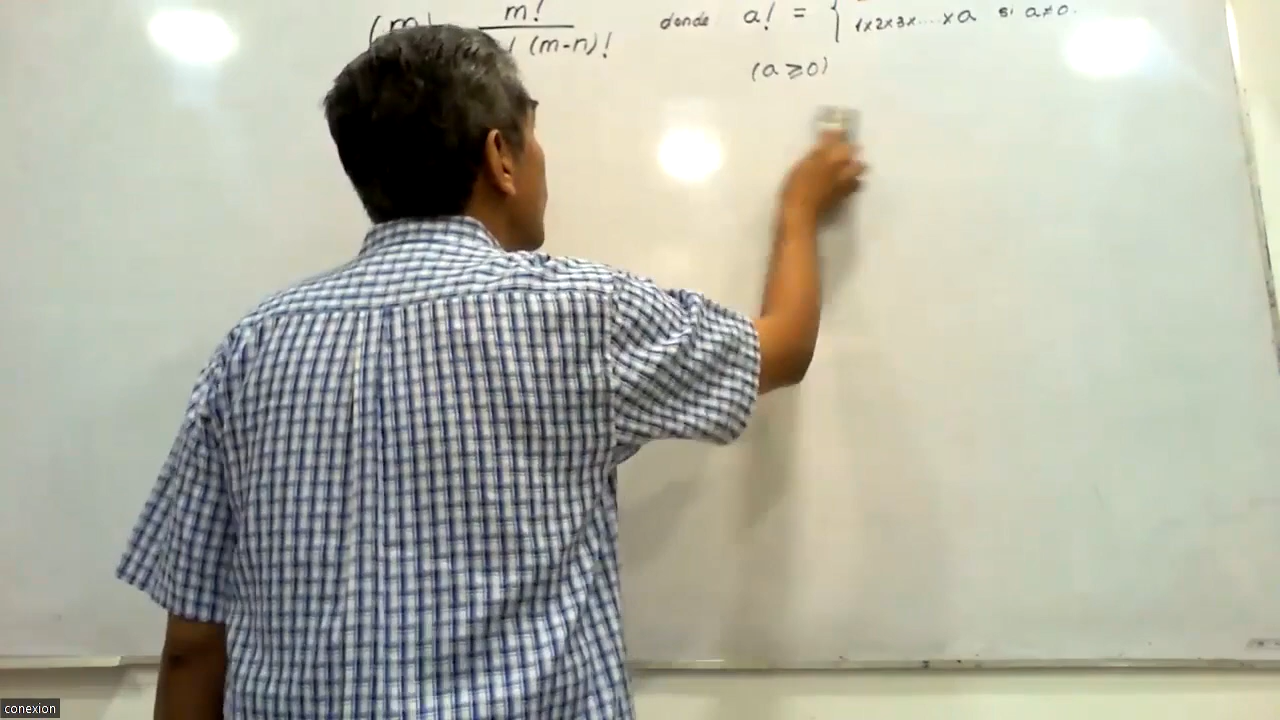 (m) m! / (m-n)! donde a! = { 1x2x3x.....xa si a≠0.
(a ≥ 0)
conexion